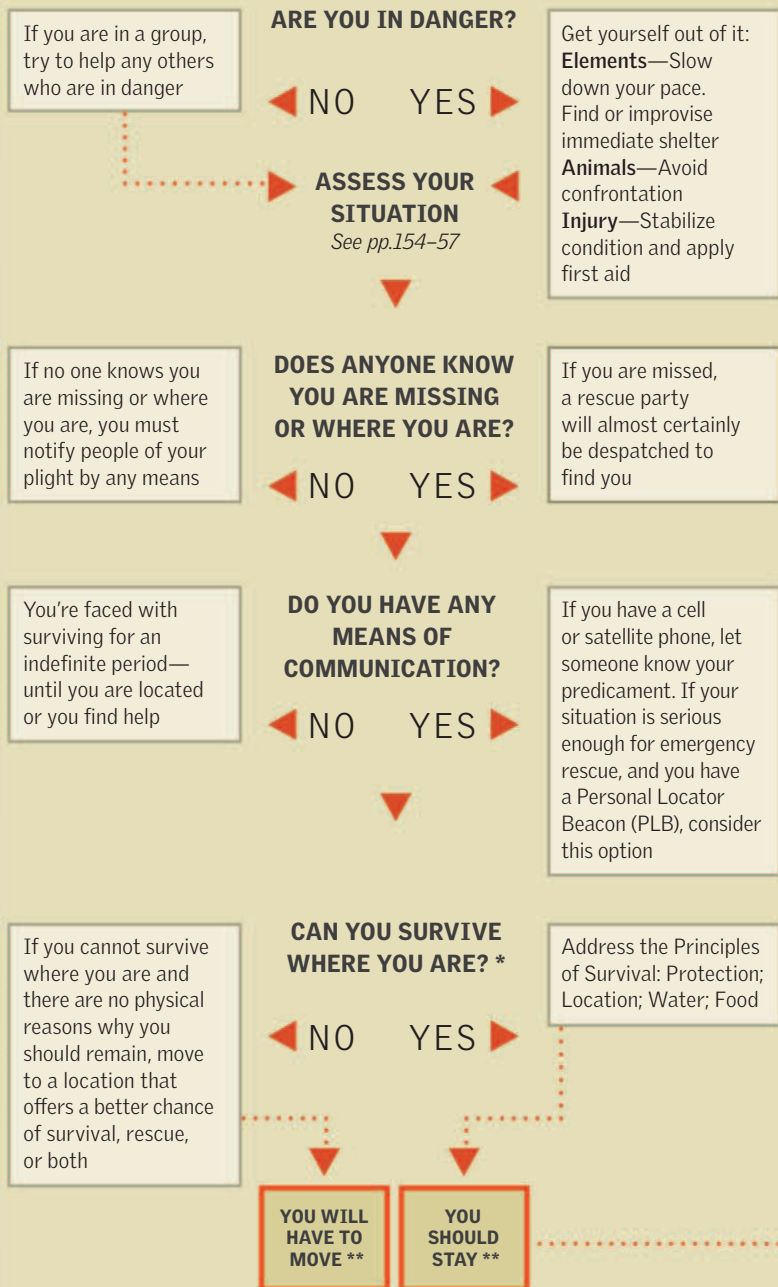 ARE YOU IN DANGER?
If you are in a group,
try to help any others
who are in danger
NO YES
Get yourself out of it:
Elements—Slow
down your pace.
Find or improvise
immediate shelter
Animals—Avoid
confrontation
Injury—Stabilize
condition and apply
first aid
ASSESS YOUR
SITUATION
See pp.154–57
DOES ANYONE KNOW
YOU ARE MISSING
OR WHERE YOU ARE?
If no one knows you
are missing or where
you are, you must
notify people of your
plight by any means
NO YES
If you are missed,
a rescue party
will almost certainly
be despatched to
find you
DO YOU HAVE ANY
MEANS OF
COMMUNICATION?
You're faced with
surviving for an
indefinite period—
until you are located
or you find help
NO YES
If you have a cell
or satellite phone, let
someone know your
predicament. If your
situation is serious
enough for emergency
rescue, and you have
a Personal Locator
Beacon (PLB), consider
this option
CAN YOU SURVIVE
WHERE YOU ARE? *
If you cannot survive
where you are and
there are no physical
reasons why you
should remain, move
to a location that
offers a better chance
of survival, rescue,
or both
NO YES
Address the Principles
of Survival: Protection;
Location; Water; Food
YOU WILL
HAVE TO
MOVE **
YOU
SHOULD
STAY **